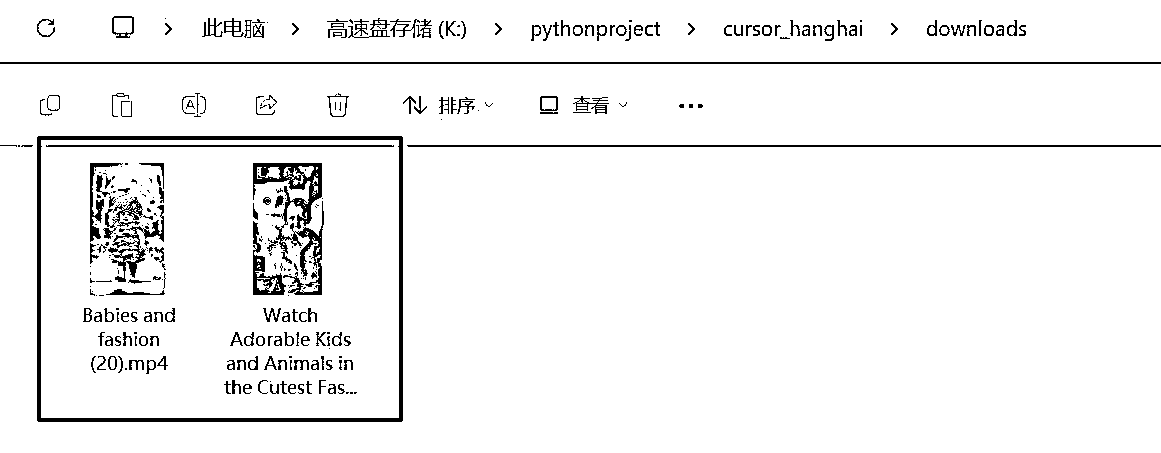 此电脑 > 高速盘存储 (K:) > pythonproject > cursor_hanghai > downloads
排序 查看 ...
Babies and
fashion
(20).mp4
Watch
Adorable Kids
and Animals in
the Cutest Fas...